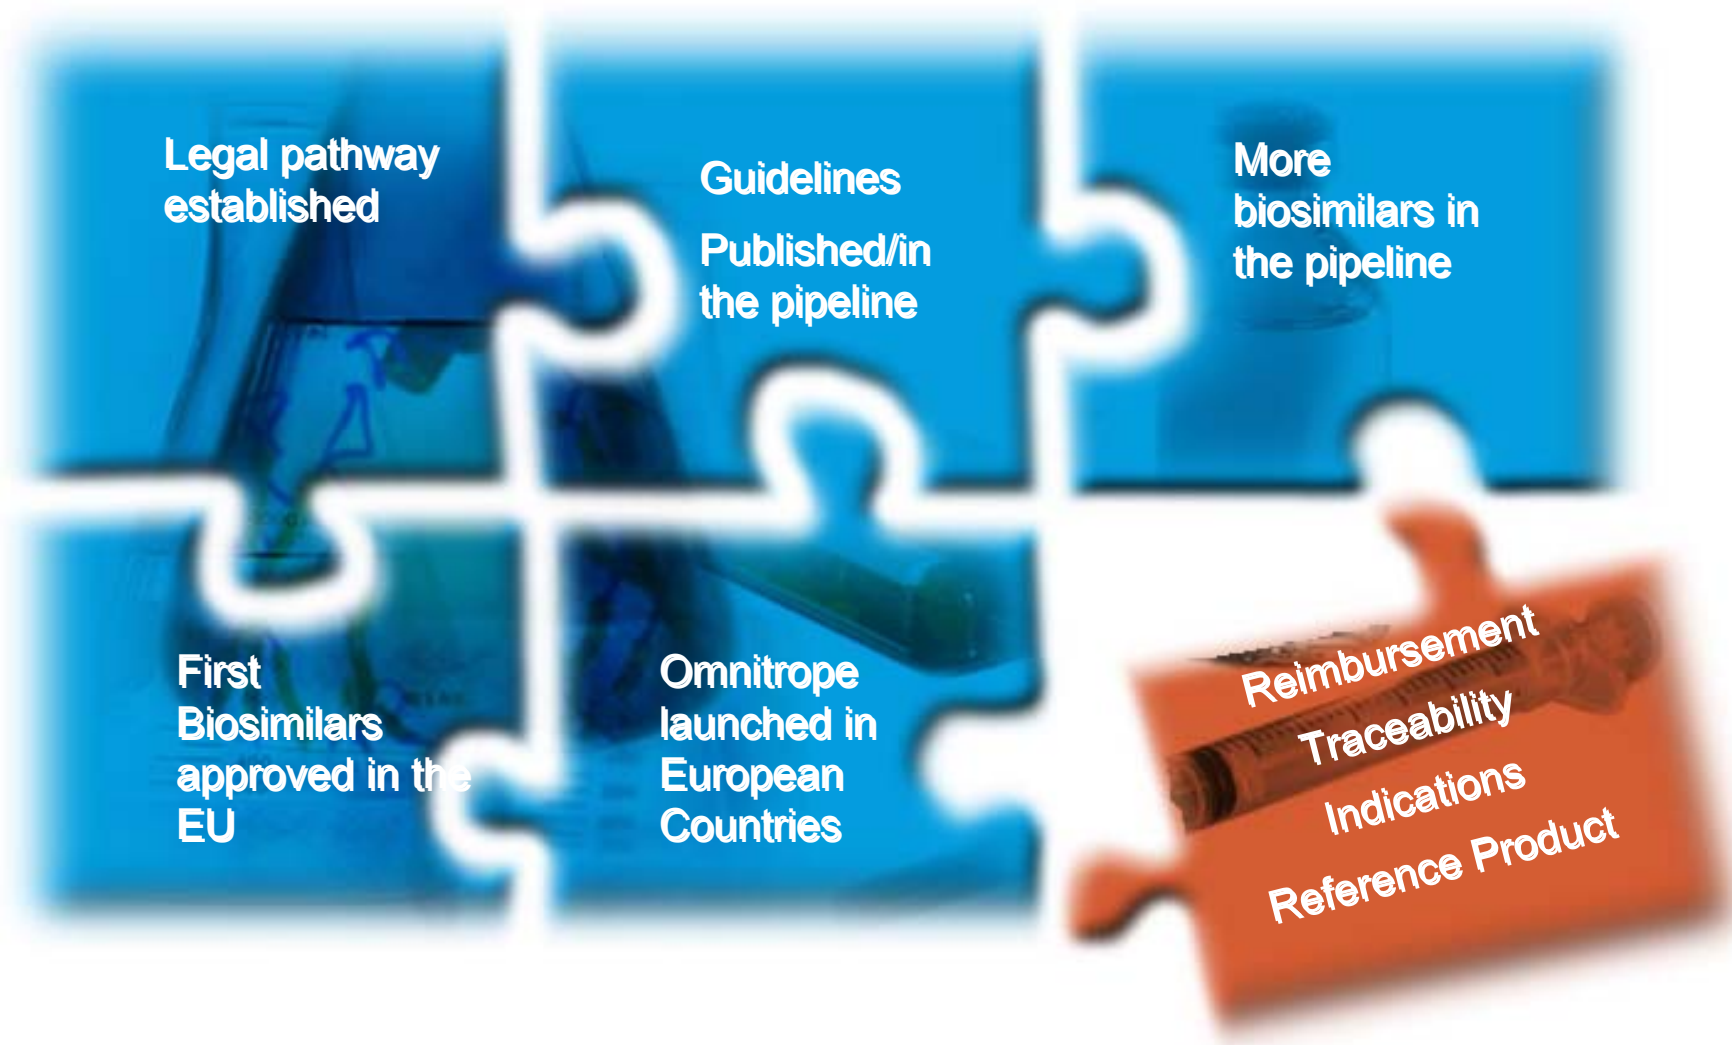 Legal pathway
established
Guidelines
Published/in
the pipeline
More
biosimilars in
the pipeline
First
Biosimilars
approved in the
EU
Omnitrope
launched in
European
Countries
Reimbursement
Traceability
Indications
Reference Product